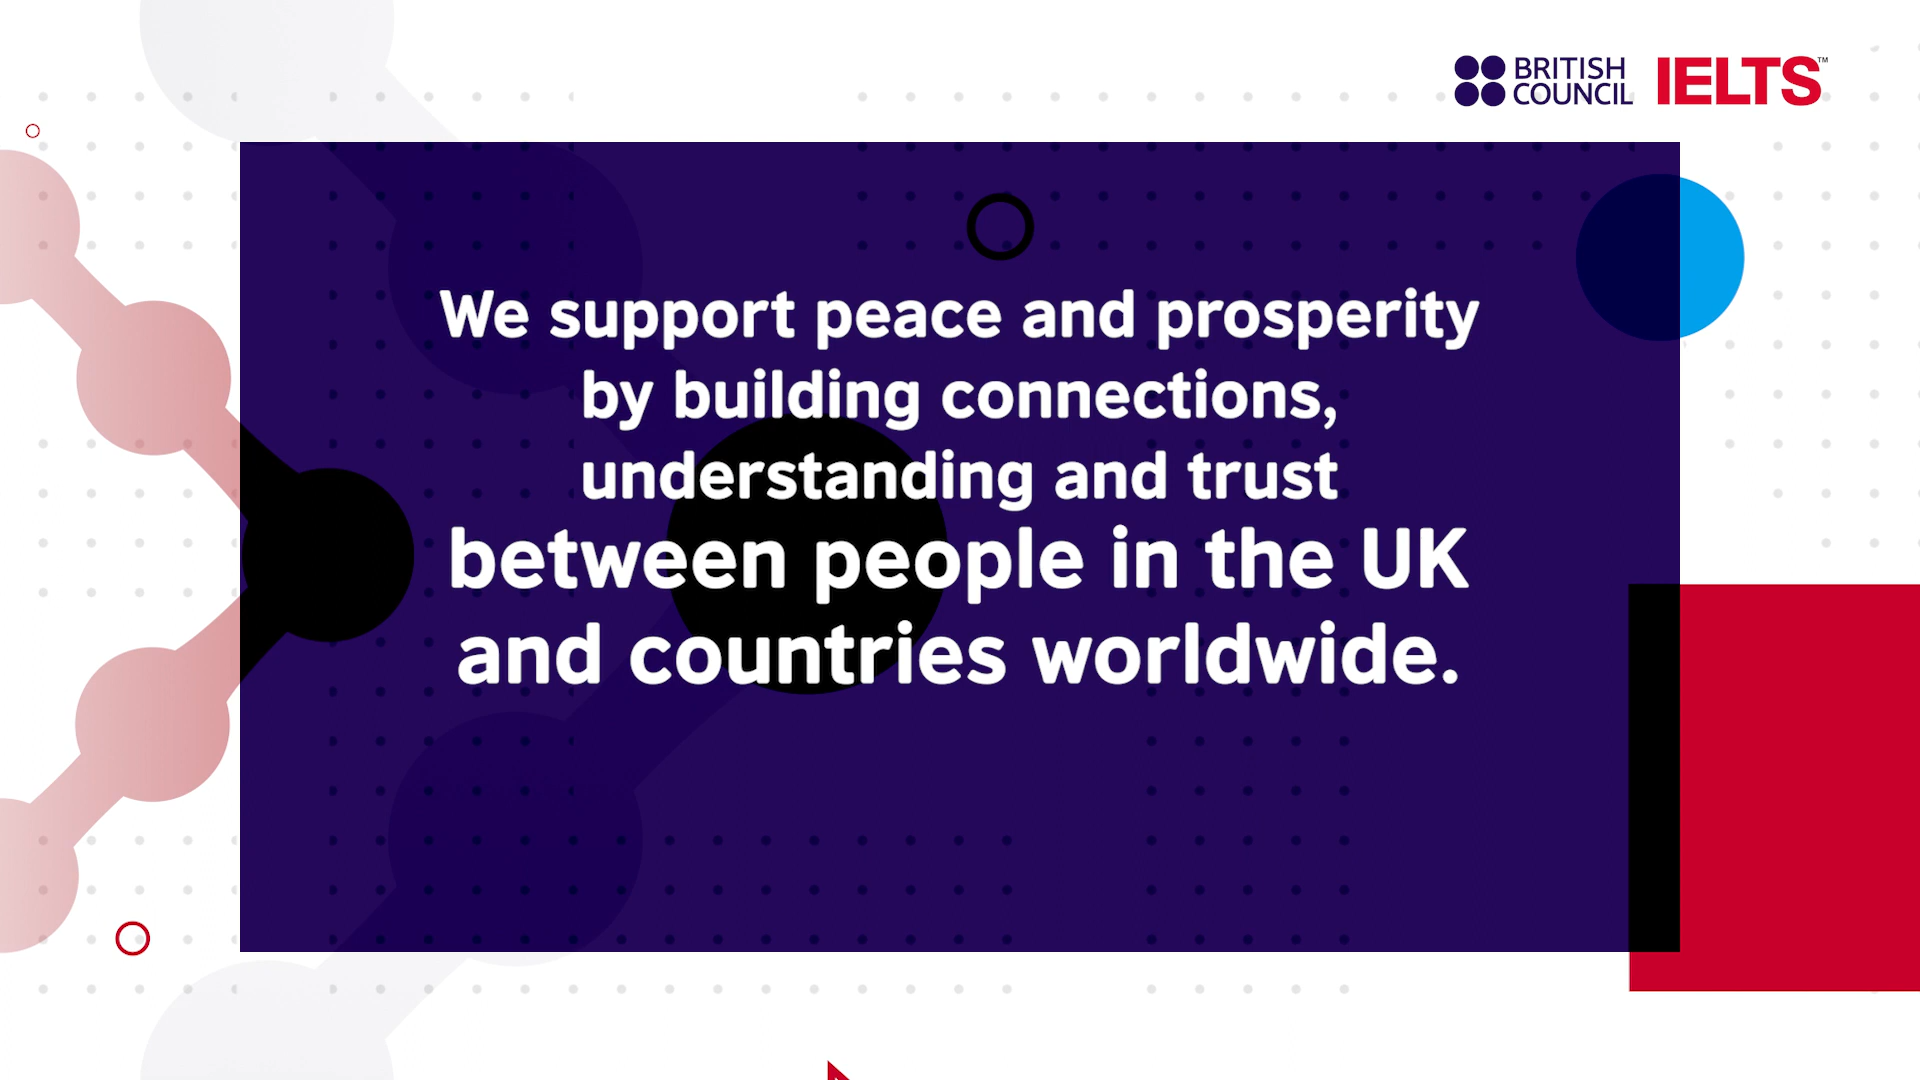 BRITISH
COUNCIL
IELTS™
We support peace and prosperity
by building connections,
understanding and trust
between people in the UK
and countries worldwide.